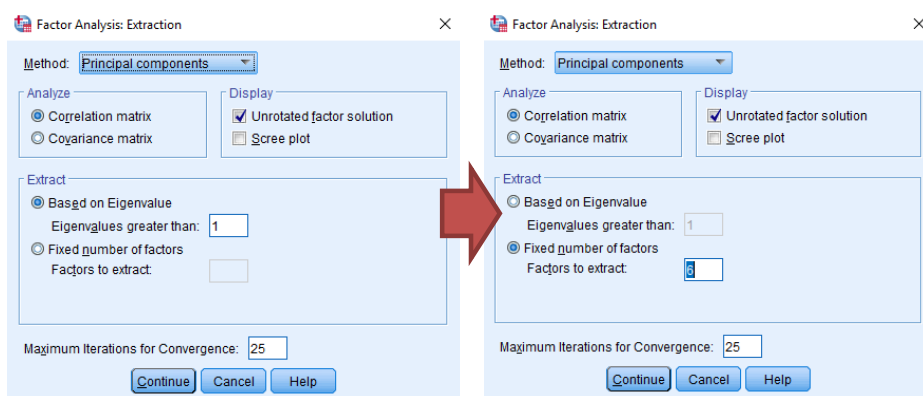 Factor Analysis: Extraction
Method: Principal components
Analyze
Correlation matrix
Covariance matrix
Display
Unrotated factor solution
Scree plot
Extract
Based on Eigenvalue
Eigenvalues greater than: 1
Fixed number of factors
Factors to extract:
Maximum Iterations for Convergence: 25
Continue Cancel Help
Factor Analysis: Extraction
Method: Principal components
Analyze
Correlation matrix
Covariance matrix
Display
Unrotated factor solution
Scree plot
Extract
Based on Eigenvalue
Eigenvalues greater than: 1
Fixed number of factors
Factors to extract: 6
Maximum Iterations for Convergence: 25
Continue Cancel Help